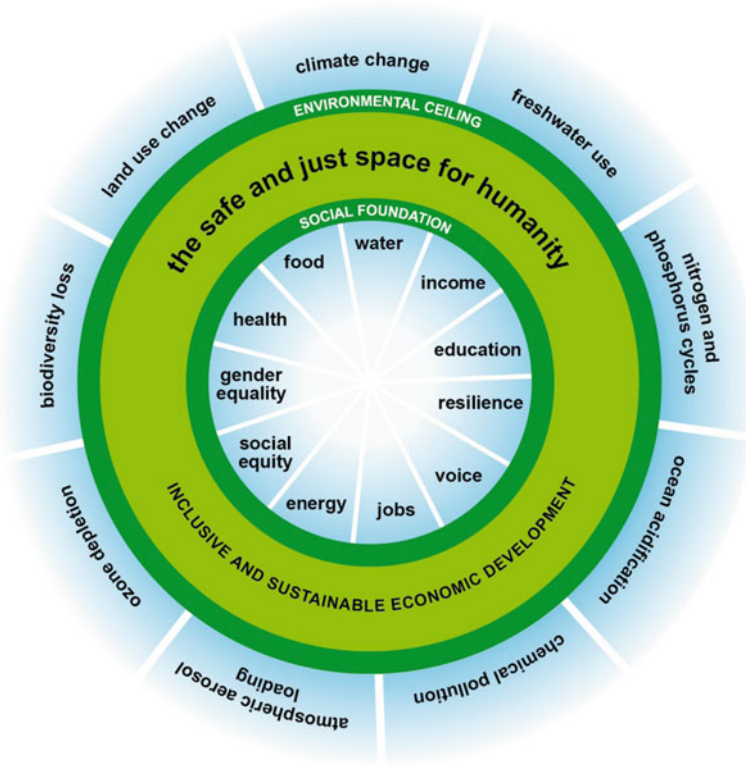 climate change
freshwater use
nitrogen and
phosphorus cycles
ocean acidification
chemical pollution
atmospheric aerosol
loading
ozone depletion
biodiversity loss
land use change
ENVIRONMENTAL CEILING
the safe and just space for humanity
SOCIAL FOUNDATION
water
income
education
resilience
voice
jobs
energy
social
equity
gender
equality
health
food
INCLUSIVE AND SUSTAINABLE ECONOMIC DEVELOPMENT